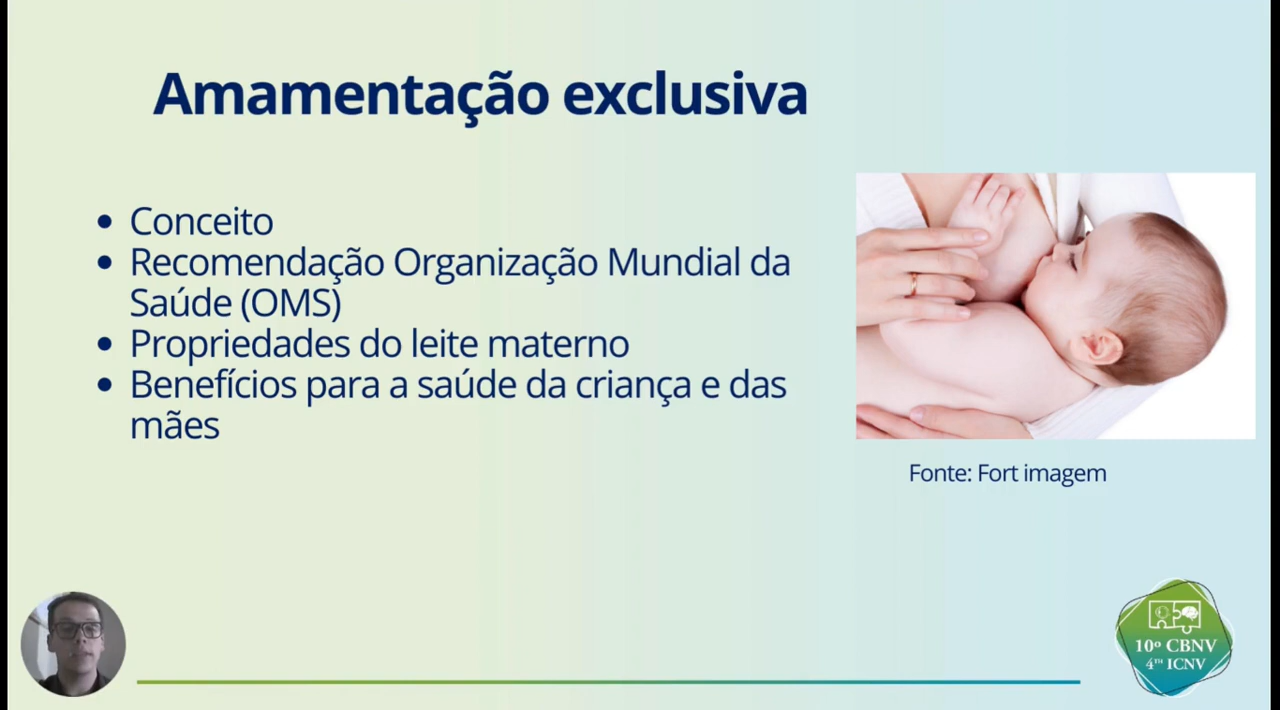 Amamentação exclusiva
• Conceito
• Recomendação Organização Mundial da
Saúde (OMS)
• Propriedades do leite materno
• Benefícios para a saúde da criança e das
mães
Fonte: Fort imagem
10º CBNV
4TH ICNV